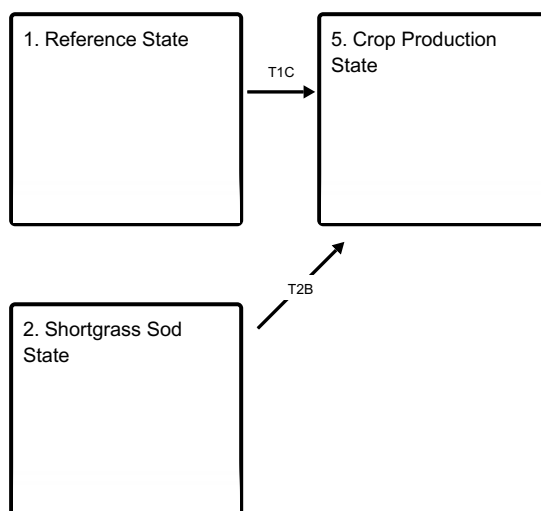 1. Reference State
T1C
5. Crop Production
State
T2B
2. Shortgrass Sod
State